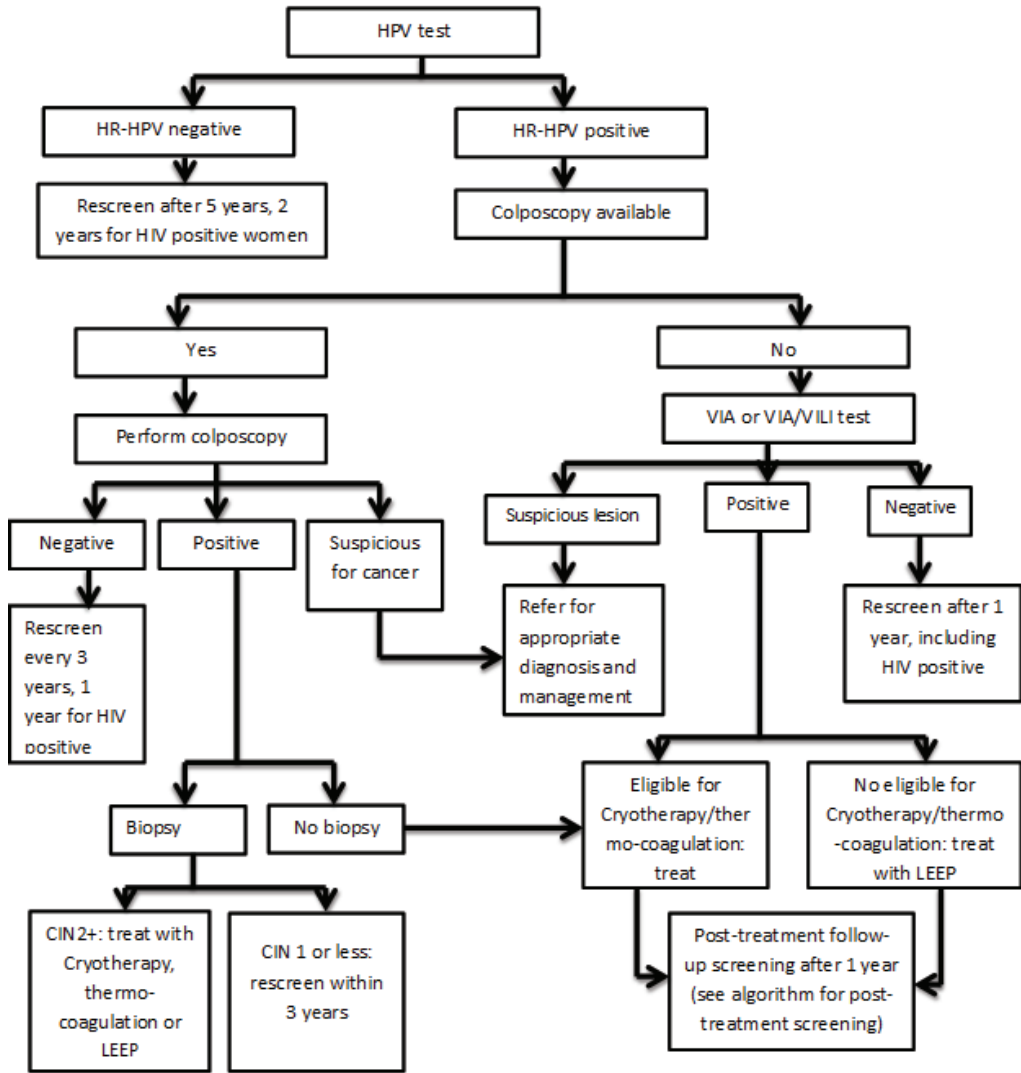 HPV test
HR-HPV negative
HR-HPV positive
Rescreen after 5 years, 2
years for HIV positive women
Colposcopy available
Yes
No
Perform colposcopy
VIA or VIA/VILI test
Negative
Positive
Suspicious
for cancer
Suspicious lesion
Positive
Negative
Rescreen
every 3
years, 1
year for HIV
positive
Refer for
appropriate
diagnosis and
management
Rescreen after 1
year, including
HIV positive
Biopsy
No biopsy
Eligible for
Cryotherapy/ther
mo-coagulation:
treat
No eligible for
Cryotherapy/thermo
-coagulation: treat
with LEEP
CIN2+: treat with
Cryotherapy,
thermo-
coagulation or
LEEP
CIN 1 or less:
rescreen within
3 years
Post-treatment follow-
up screening after 1 year
(see algorithm for post-
treatment screening)